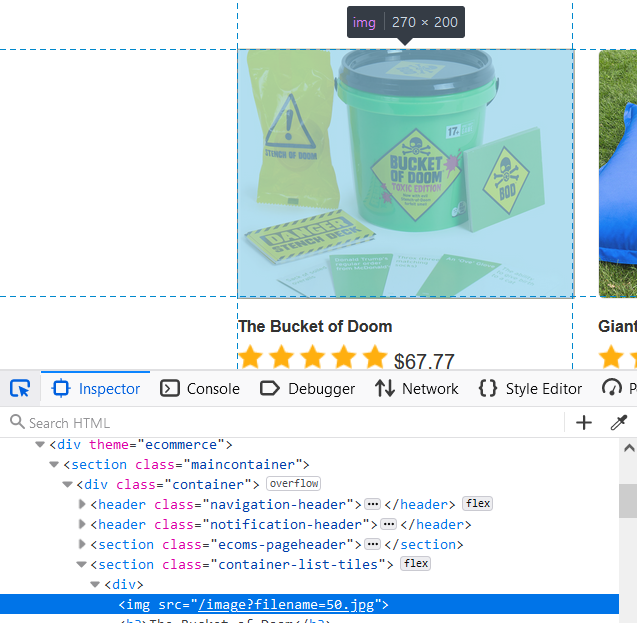 img 270 × 200
17+
STENCH OF DOOM
BUCKET
OF DOOM
TOXIC EDITION
BOD
DANGER
STENCH DECK
The Bucket of Doom
Giant
$67.77
Inspector Console Debugger Network Style Editor P
Search HTML
<div theme="ecommerce">
<section class="maincontainer">
<div class="container"> overflow
<header class="navigation-header">⋯</header> flex
<header class="notification-header">⋯</header>
<section class="ecoms-pageheader">⋯</section>
<section class="container-list-tiles"> flex
<div>
<img src="/image?filename=50.jpg">
<h3>The Bucket of Doom</h3>